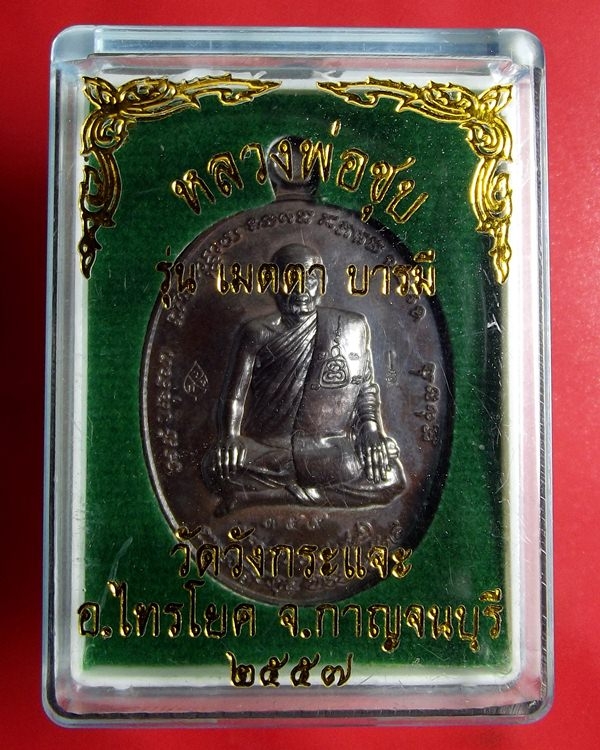 หลวงพ่อชุบ
รุ่น เมตตา บารมี
วัดวังกระแจะ
อ.ไทรโยค จ.กาญจนบุรี
๒๕๕๗